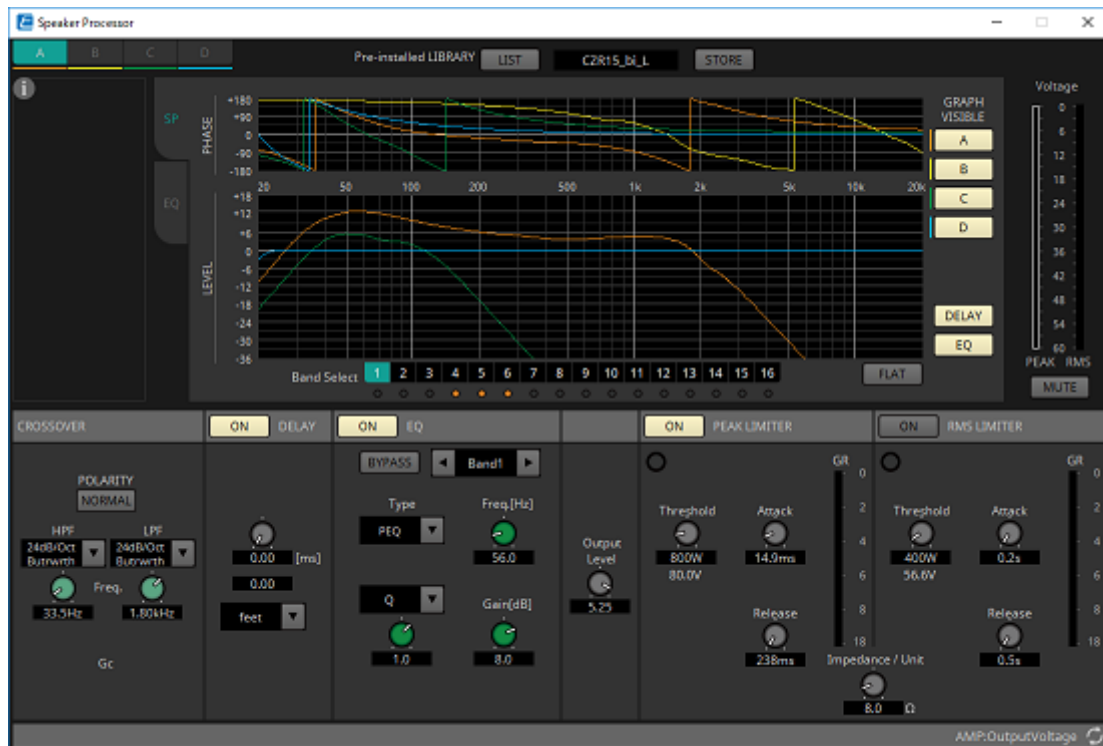 Speaker Processor
A B C D
Pre-installed LIBRARY LIST CZR15_bi_L STORE
SP
EQ
PHASE
+180
+90
0
-90
-180
20 50 100 200 500 1k 2k 5k 10k 20k
LEVEL
+18
+12
+6
0
-6
-12
-18
-24
-30
-36
GRAPH
VISIBLE
A
B
C
D
DELAY
EQ
Voltage
0
6
12
18
24
30
36
42
48
54
60
PEAK RMS
MUTE
Band Select 1 2 3 4 5 6 7 8 9 10 11 12 13 14 15 16
FLAT
CROSSOVER ON DELAY ON EQ ON PEAK LIMITER ON RMS LIMITER
POLARITY
NORMAL
HPF LPF
24dB/Oct 24dB/Oct
Butrwrth Butrwrth
Freq.
33.5Hz 1.80kHz
Gc
0.00 [ms]
0.00
feet
BYPASS Band1
Type Freq.[Hz]
PEQ
56.0
Q Gain[dB]
1.0 8.0
Output
Level
5.25
GR
Threshold Attack
800W 14.9ms
80.0V
Release
238ms
0
2
4
6
8
18
Impedance / Unit
8.0 Ω
GR
Threshold Attack
400W 0.2s
56.6V
Release
0.5s
0
2
4
6
8
18
AMP:OutputVoltage